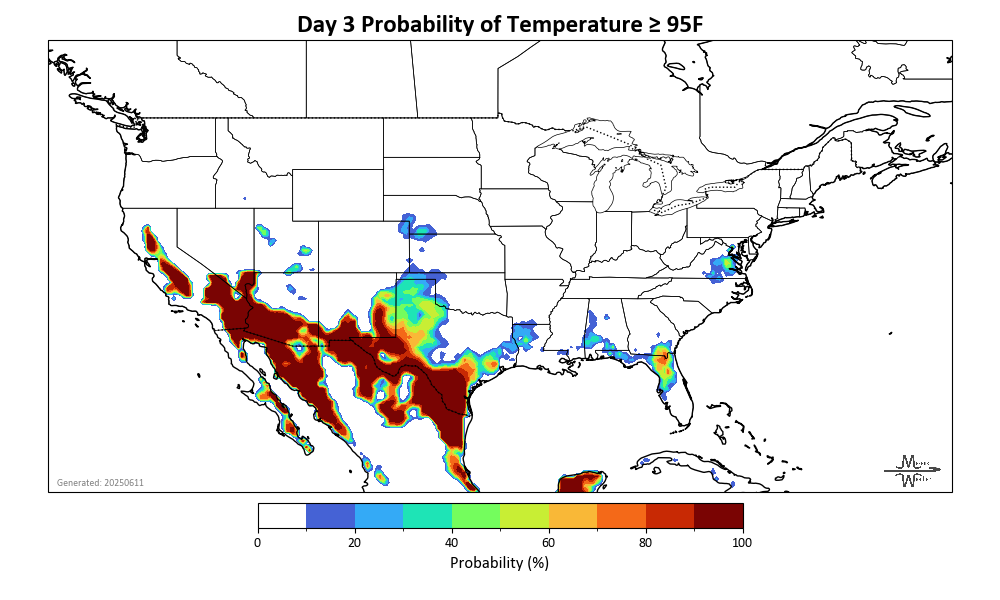 Day 3 Probability of Temperature ≥ 95F
Generated: 20250611
0 20 40 60 80 100
Probability (%)